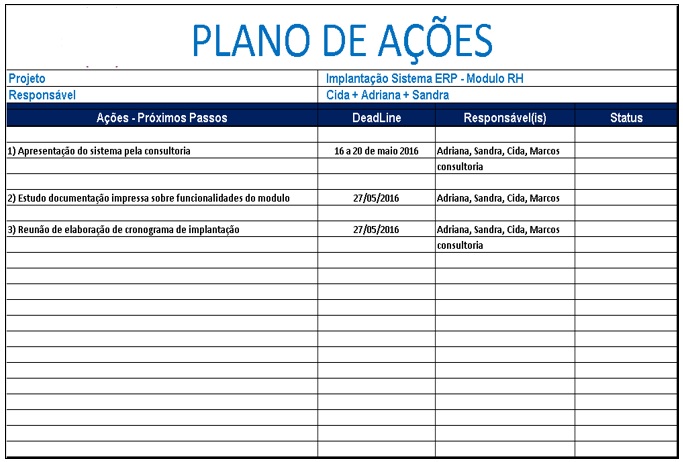 PLANO DE AÇÕES
Projeto Implantação Sistema ERP - Modulo RH
Responsável Cida + Adriana + Sandra
Ações - Próximos Passos DeadLine Responsável(is) Status
1) Apresentação do sistema pela consultoria 16 a 20 de maio 2016 Adriana, Sandra, Cida, Marcos
consultoria
2) Estudo documentação impressa sobre funcionalidades do modulo 27/05/2016 Adriana, Sandra, Cida, Marcos
3) Reunão de elaboração de cronograma de implantação 27/05/2016 Adriana, Sandra, Cida, Marcos
consultoria